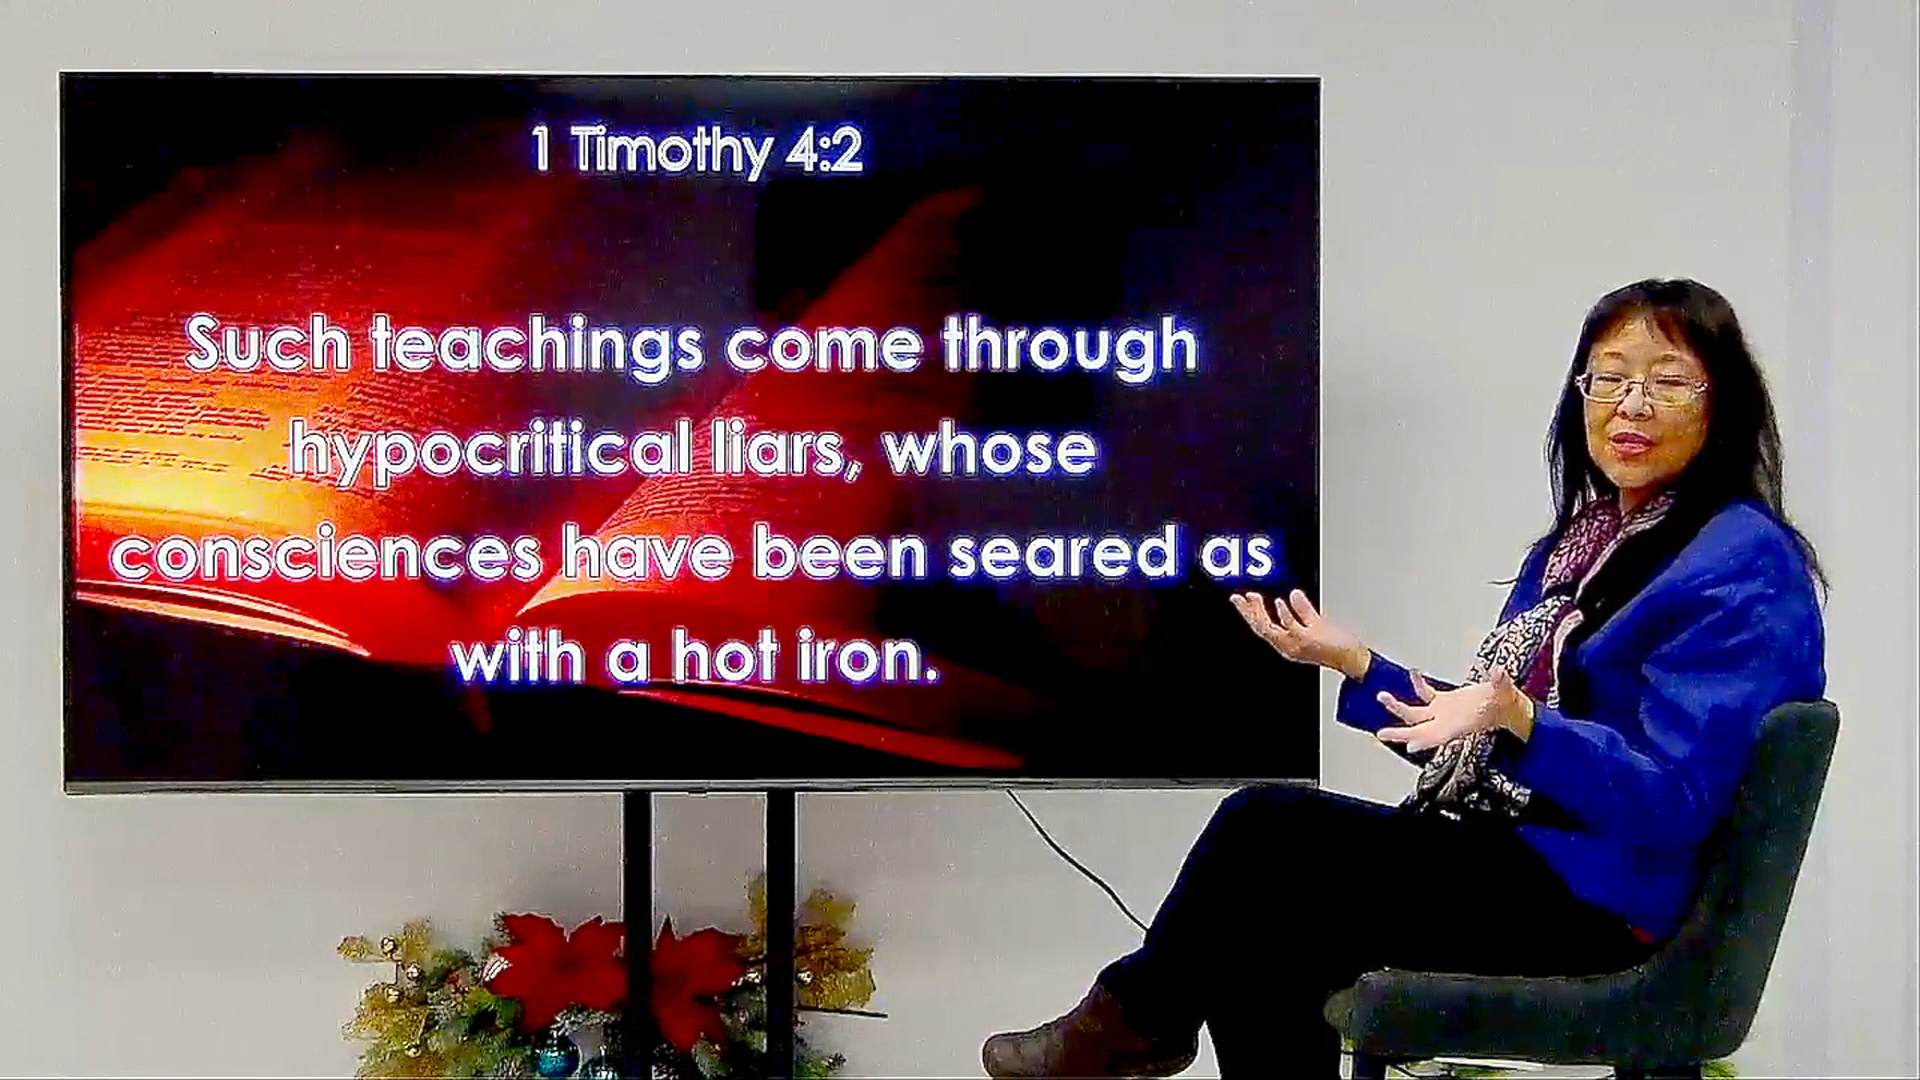 1 Timothy 4:2
Such teachings come through
hypocritical liars, whose
consciences have been seared as
with a hot iron.